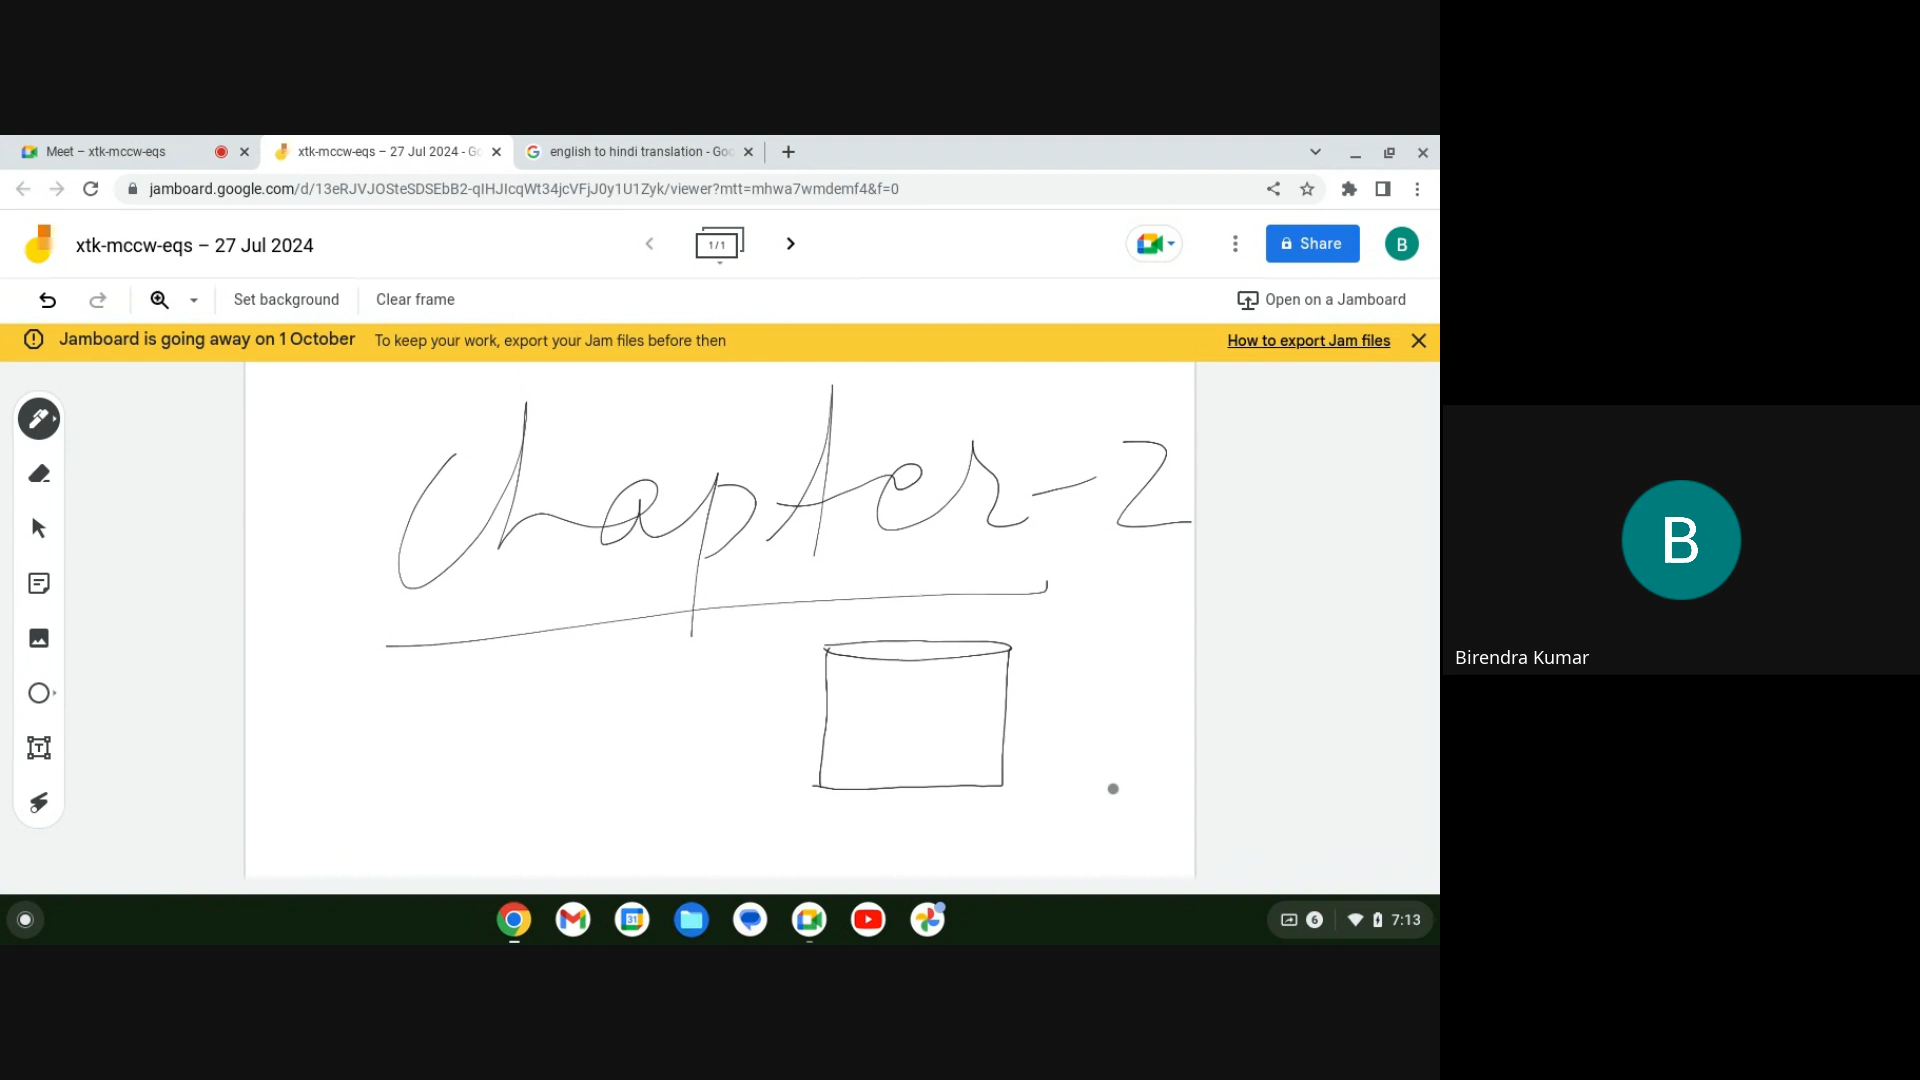 Meet – xtk-mccw-eqs
xtk-mccw-eqs – 27 Jul 2024 - Go
english to hindi translation - Goo
jamboard.google.com/d/13eRJVJOSteSDSEbB2-qIHJIcqWt34jcVFjJ0y1U1Zyk/viewer?mtt=mhwa7wmdemf4&f=0
xtk-mccw-eqs – 27 Jul 2024
1/1
Share
B
Set background
Clear frame
Open on a Jamboard
Jamboard is going away on 1 October To keep your work, export your Jam files before then
How to export Jam files
Chapter-2
B
Birendra Kumar
31
6
7:13